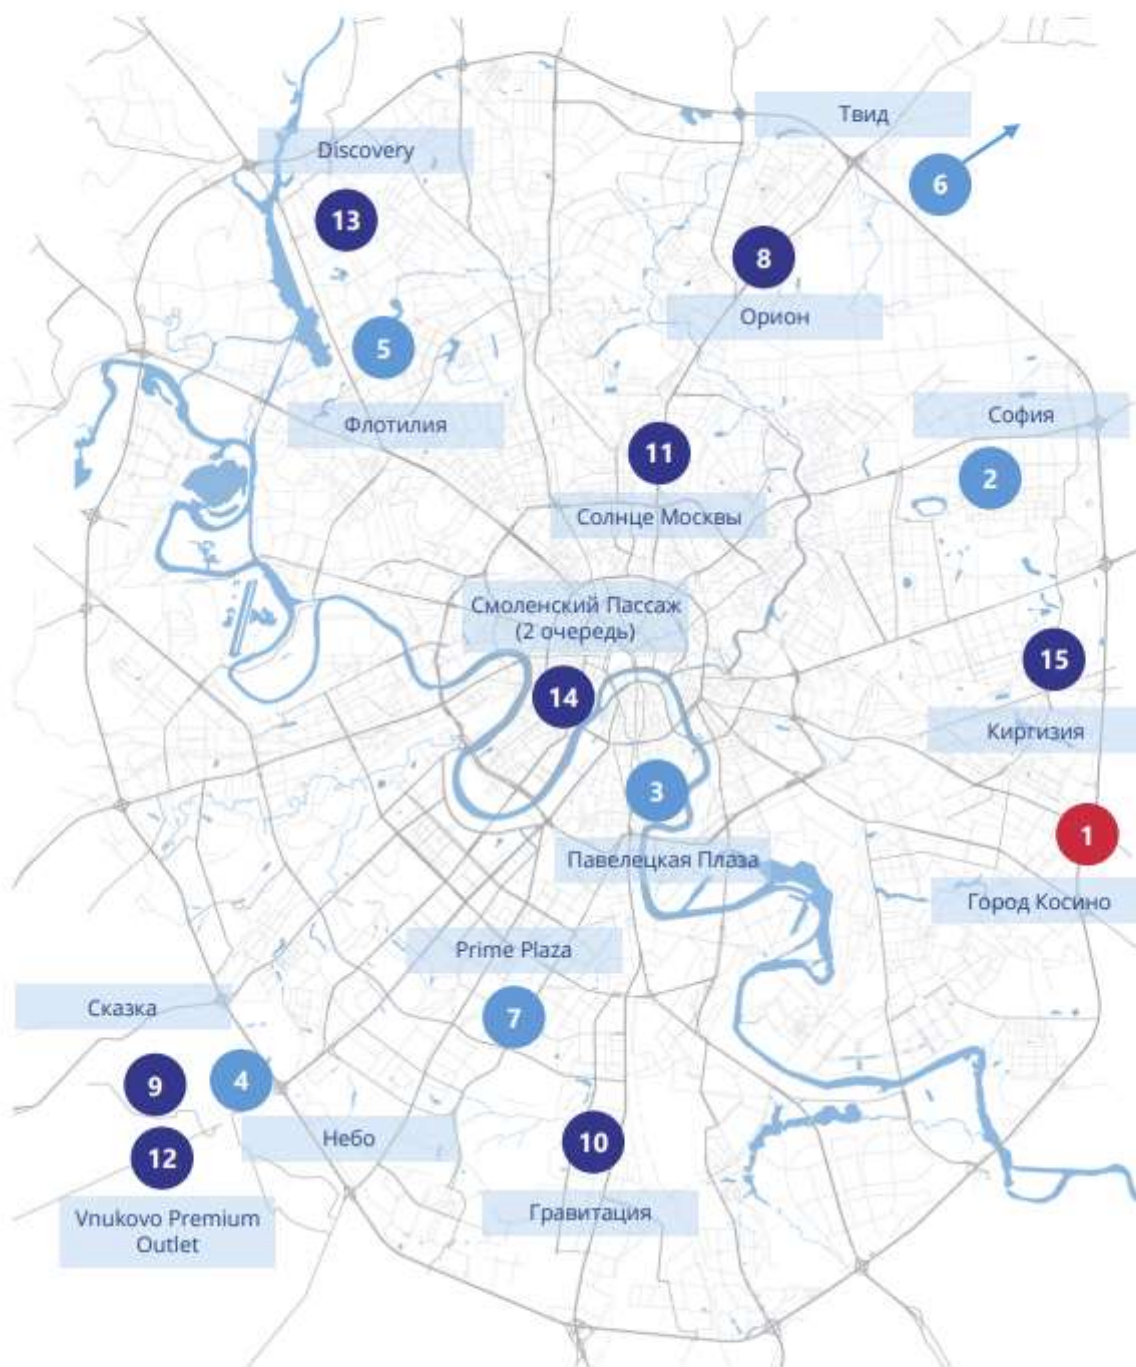 Твид
Discovery
6
13
8
Орион
5
София
Флотилия
11
2
Солнце Москвы
Смоленский Пассаж
(2 очередь)
15
14
Киргизия
3
1
Павелецкая Плаза
Город Косино
Prime Plaza
Сказка
7
9
4
Небо
10
12
Vnukovo Premium
Outlet
Гравитация